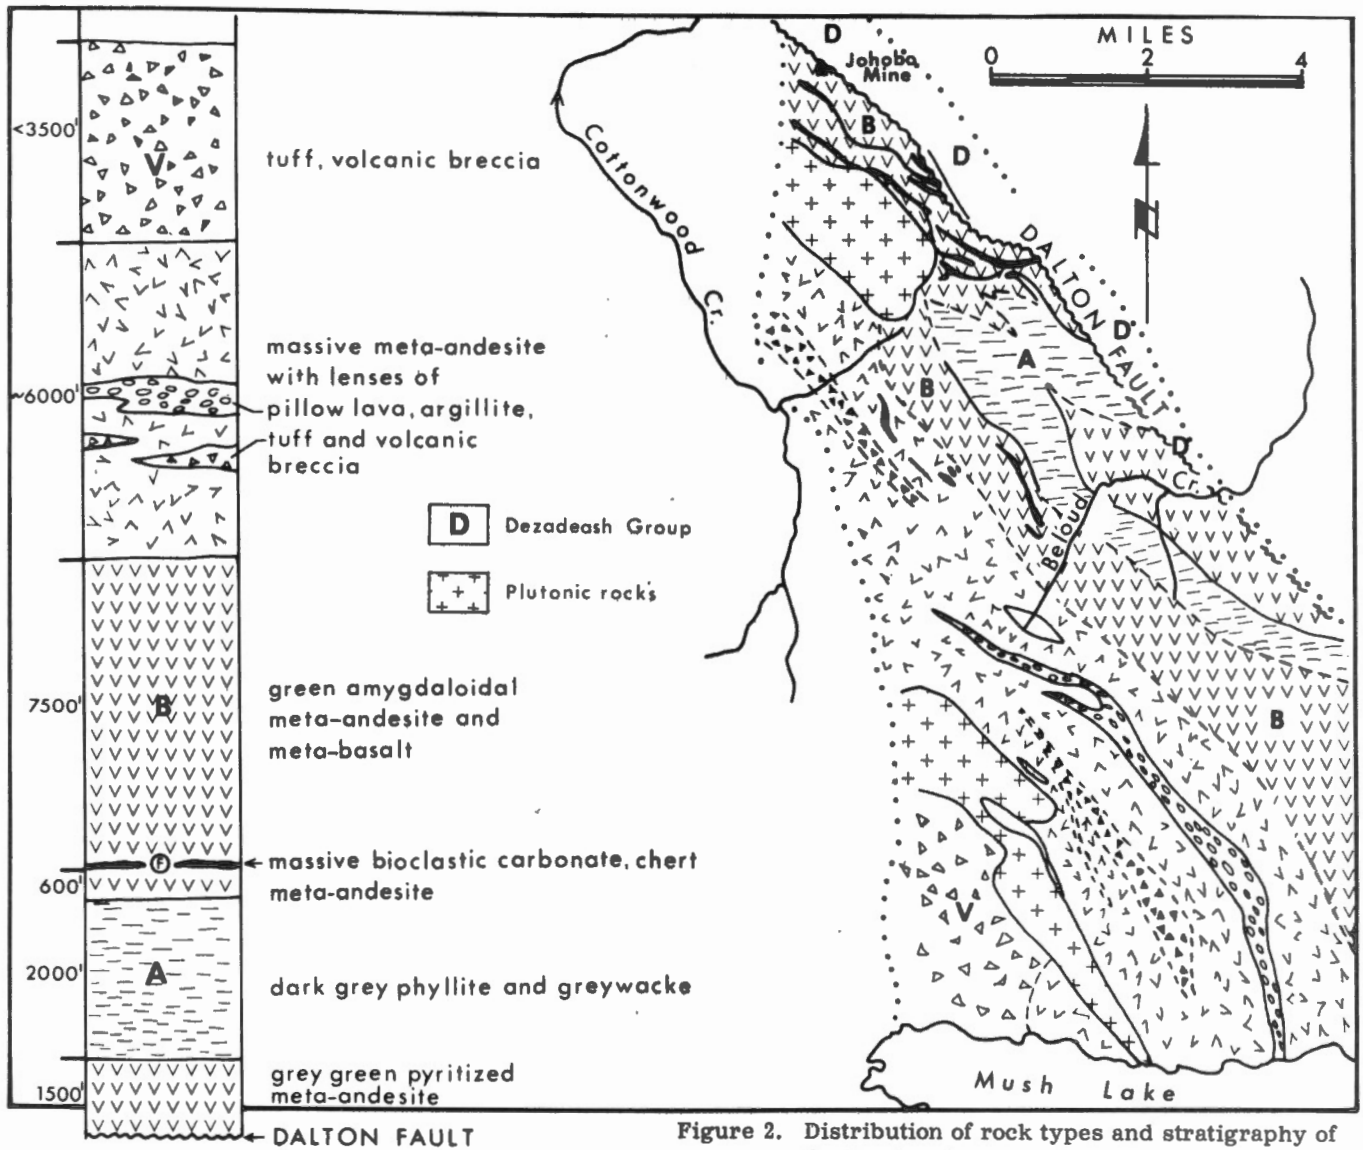 <3500'
V
tuff, volcanic breccia
~6000'
massive meta-andesite
with lenses of
pillow lava, argillite,
tuff and volcanic
breccia
D Dezadeash Group
Plutonic rocks
7500'
B
green amygdaloidal
meta-andesite and
meta-basalt
F
massive bioclastic carbonate, chert
600'
meta-andesite
2000'
A
dark grey phyllite and greywacke
1500'
grey green pyritized
meta-andesite
DALTON FAULT
MILES
0 2 4
D
Johobo
Mine
B
D
N
Cottonwood Cr.
DALTON FAULT
D
A
B
D
Beloud Cr.
B
V
Mush Lake
Figure 2. Distribution of rock types and stratigraphy of